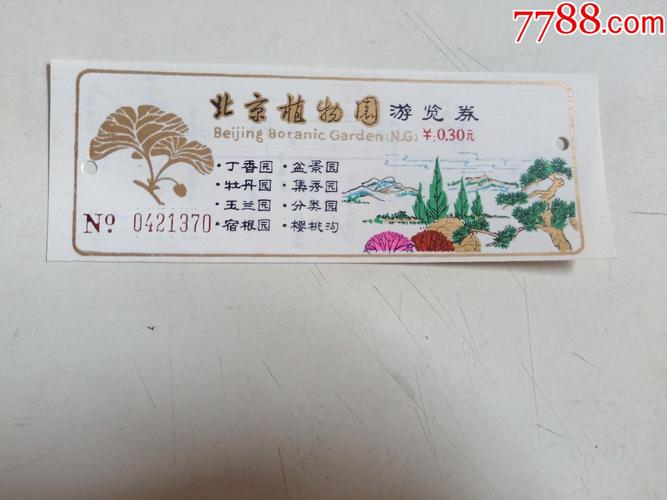 7788.com
北京植物园游览券
Beijing Botanic Garden (N.G) ¥:0.30元
·丁香园 ·盆景园
·牡丹园 ·集秀园
·玉兰园 ·分类园
·宿根园 ·樱桃沟
Nº 0421370